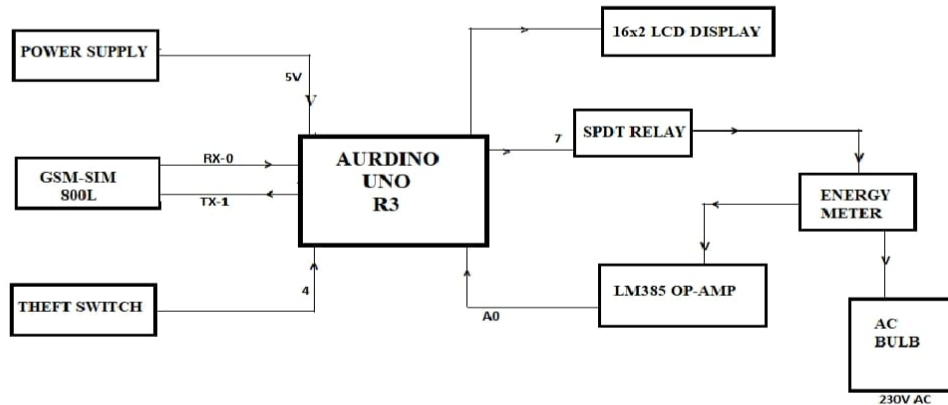 POWER SUPPLY
5V
V
16x2 LCD DISPLAY
GSM-SIM
800L
RX-0
TX-1
AURDINO
UNO
R3
7
SPDT RELAY
ENERGY
METER
THEFT SWITCH
4
A0
LM385 OP-AMP
AC
BULB
230V AC